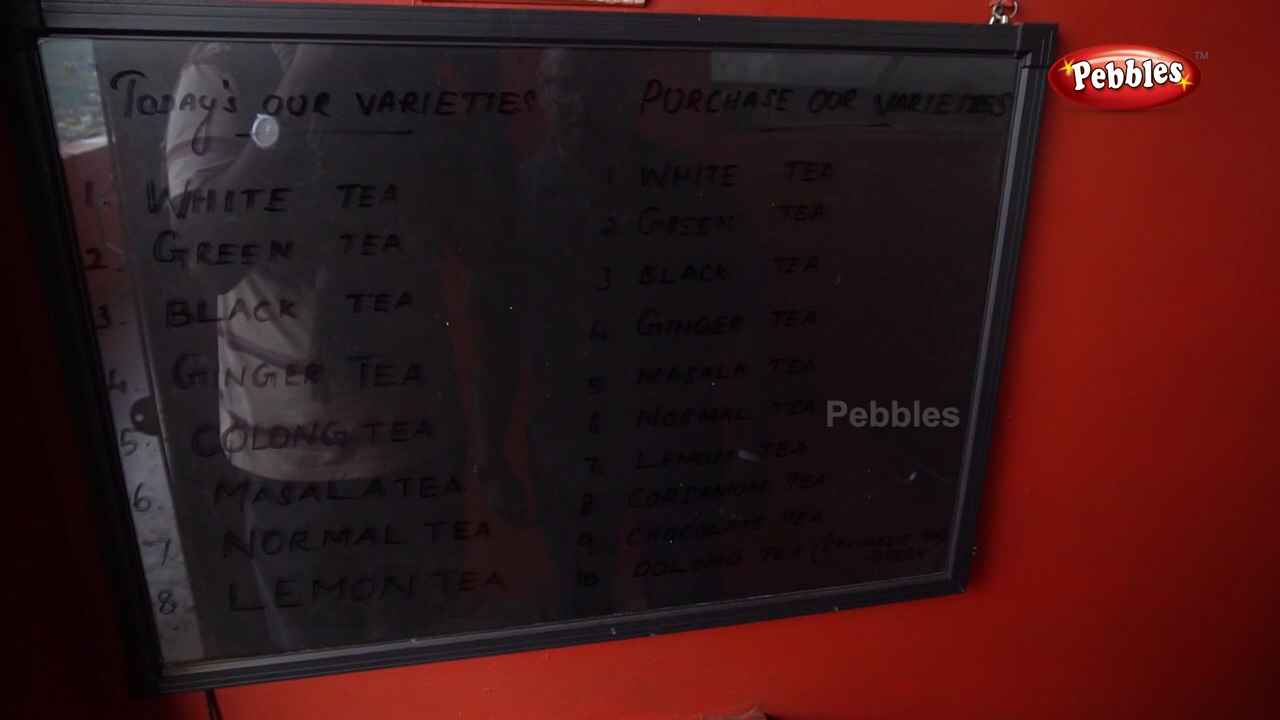 Today's OUR VARIETIES
1. WHITE TEA
2. GREEN TEA
3. BLACK TEA
4. GINGER TEA
5. OOLONG TEA
6. MASALA TEA
7 NORMAL TEA
8 LEMON TEA
PURCHASE OUR VARIETIES
1. WHITE TEA
2. GREEN TEA
3 BLACK TEA
4 GINGER TEA
5 MASALA TEA
6. NORMAL TEA
7. LEMON TEA
8 CORDAMOM TEA
9 CHOCOLATE TEA
10 OOLONG TEA
GREEN
Pebbles TM
Pebbles